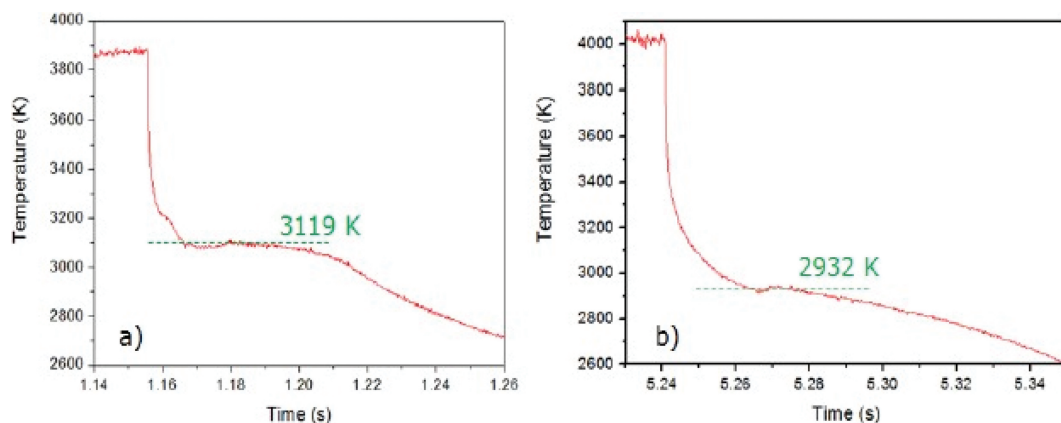 4000
3800
3600
3400
3200
3000
2800
2600
Temperature (K)
3119 K
a)
1.14 1.16 1.18 1.20 1.22 1.24 1.26
Time (s)
4000
3800
3600
3400
3200
3000
2800
2600
Temperature (K)
2932 K
b)
5.24 5.26 5.28 5.30 5.32 5.34
Time (s)